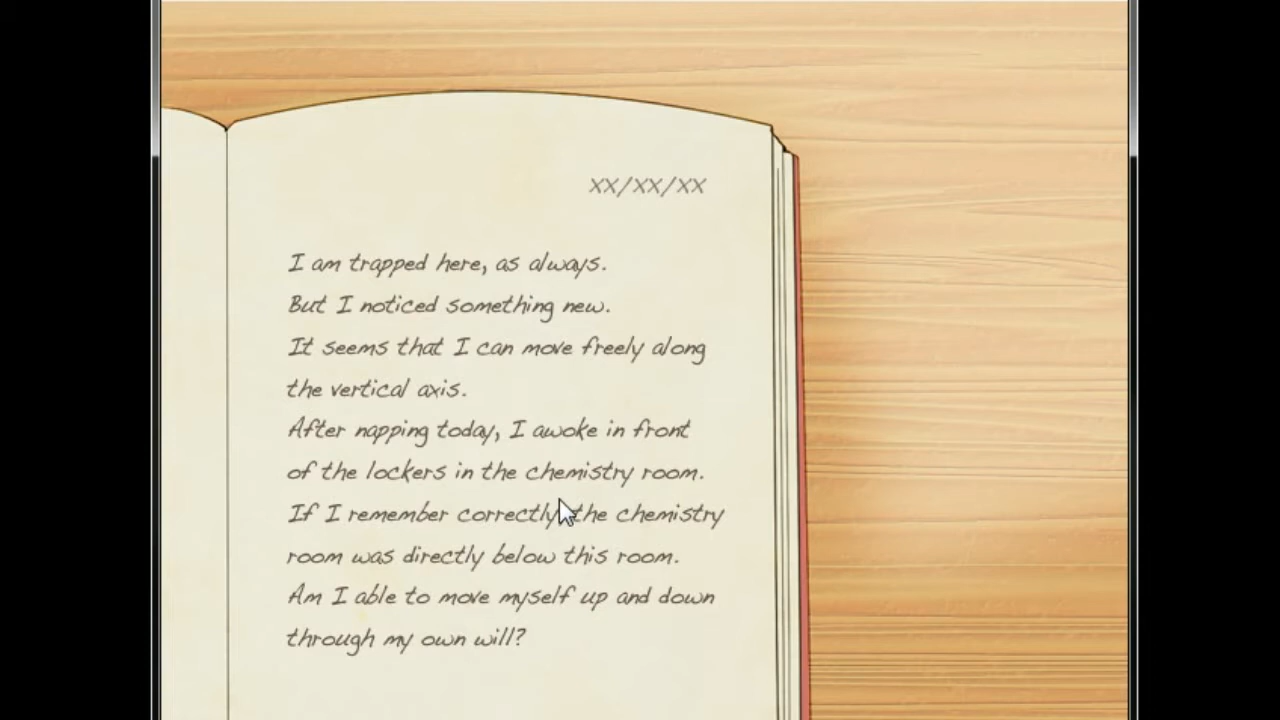 XX/XX/XX
I am trapped here, as always.
But I noticed something new.
It seems that I can move freely along
the vertical axis.
After napping today, I awoke in front
of the lockers in the chemistry room.
If I remember correctly, the chemistry
room was directly below this room.
Am I able to move myself up and down
through my own will?